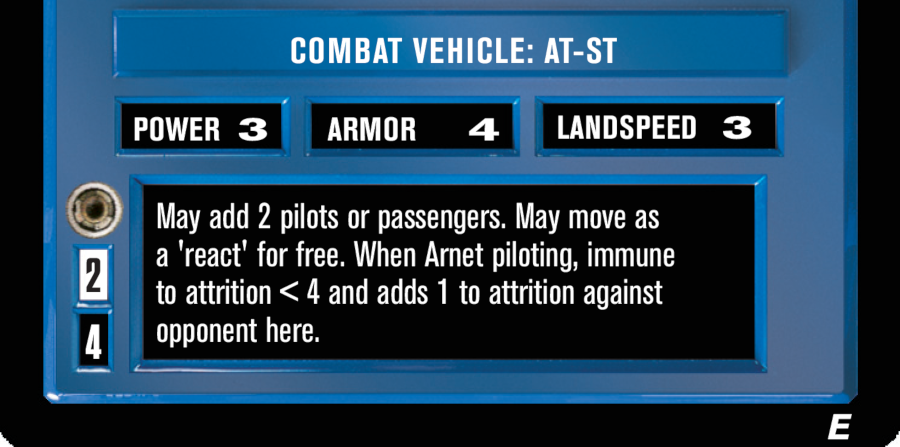 COMBAT VEHICLE: AT-ST
POWER 3 ARMOR 4 LANDSPEED 3
May add 2 pilots or passengers. May move as
a 'react' for free. When Arnet piloting, immune
to attrition < 4 and adds 1 to attrition against
opponent here.
2
4
E